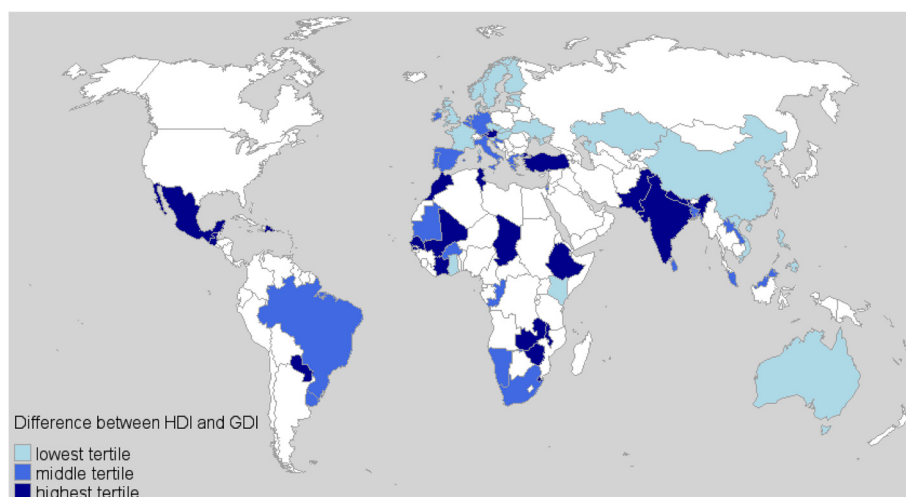 Difference between HDI and GDI
lowest tertile
middle tertile
highest tertile